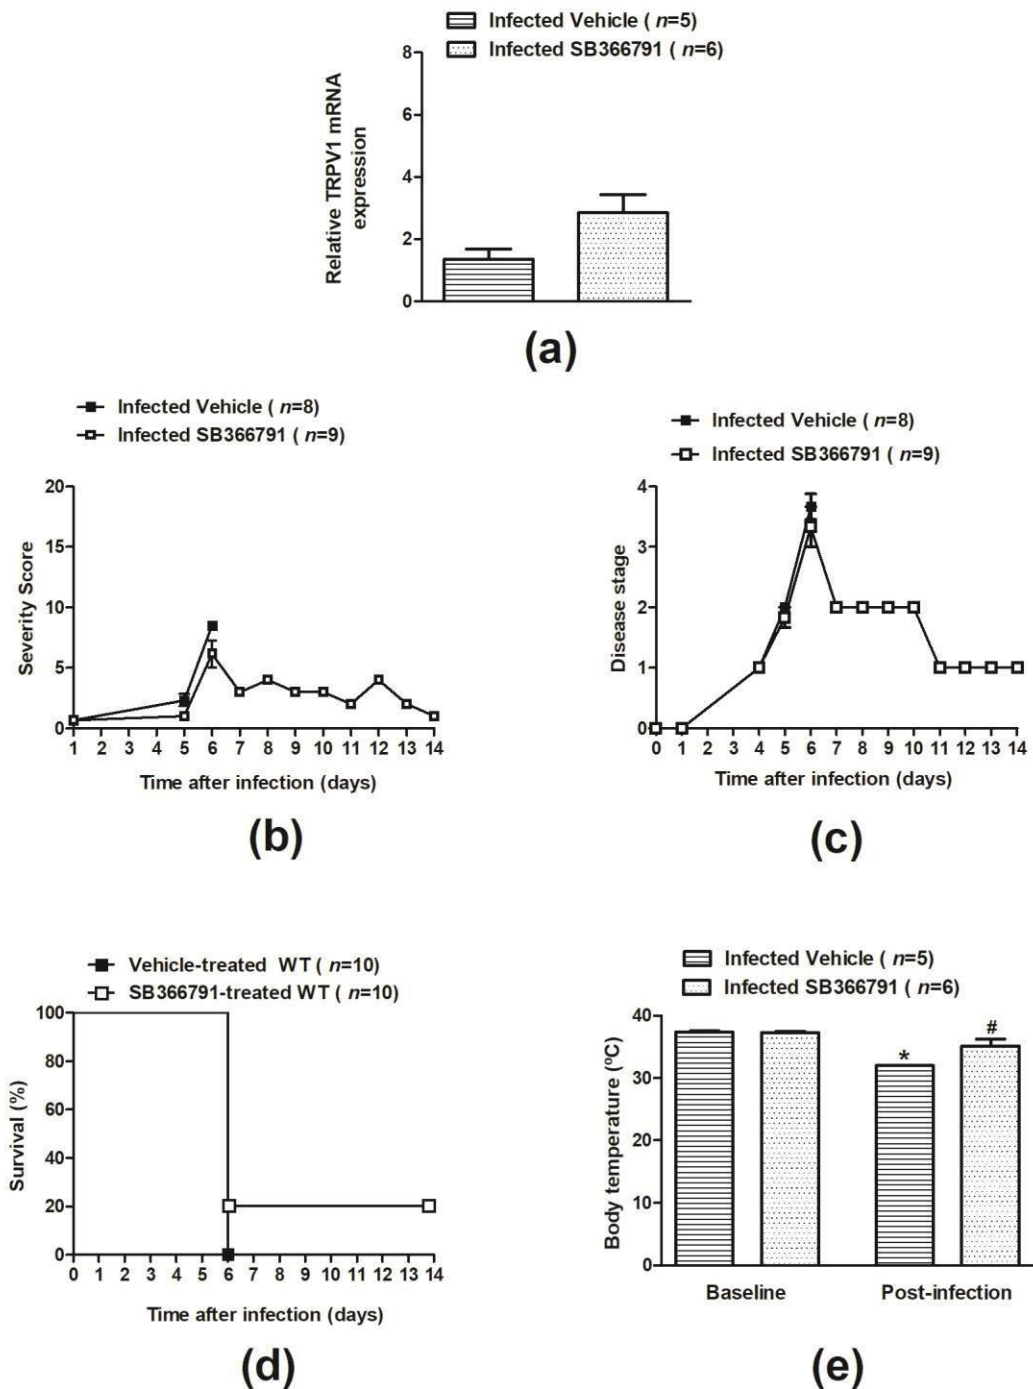 Infected Vehicle ( n=5)
Infected SB366791 ( n=6)
Relative TRPV1 mRNA
expression
8
6
4
2
0
(a)
Infected Vehicle ( n=8)
Infected SB366791 ( n=9)
Severity Score
20
15
10
5
0
1 2 3 4 5 6 7 8 9 10 11 12 13 14
Time after infection (days)
(b)
Infected Vehicle ( n=8)
Infected SB366791 ( n=9)
Disease stage
4
3
2
1
0
0 1 2 3 4 5 6 7 8 9 10 11 12 13 14
Time after infection (days)
(c)
Vehicle-treated WT ( n=10)
SB366791-treated WT ( n=10)
Survival (%)
100
80
60
40
20
0
0 1 2 3 4 5 6 7 8 9 10 11 12 13 14
Time after infection (days)
(d)
Infected Vehicle ( n=5)
Infected SB366791 ( n=6)
Body temperature (ºC)
40
30
20
10
0
*
#
Baseline Post-infection
(e)